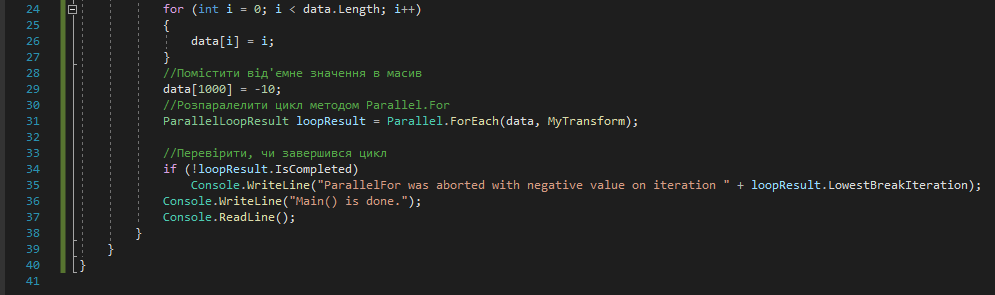 24 for (int i = 0; i < data.Length; i++)
25 {
26 data[i] = i;
27 }
28 //Помістити від'ємне значення в масив
29 data[1000] = -10;
30 //Розпаралелити цикл методом Parallel.For
31 ParallelLoopResult loopResult = Parallel.ForEach(data, MyTransform);
32
33 //Перевірити, чи завершився цикл
34 if (!loopResult.IsCompleted)
35 Console.WriteLine("ParallelFor was aborted with negative value on iteration " + loopResult.LowestBreakIteration);
36 Console.WriteLine("Main() is done.");
37 Console.ReadLine();
38 }
39 }
40 }
41